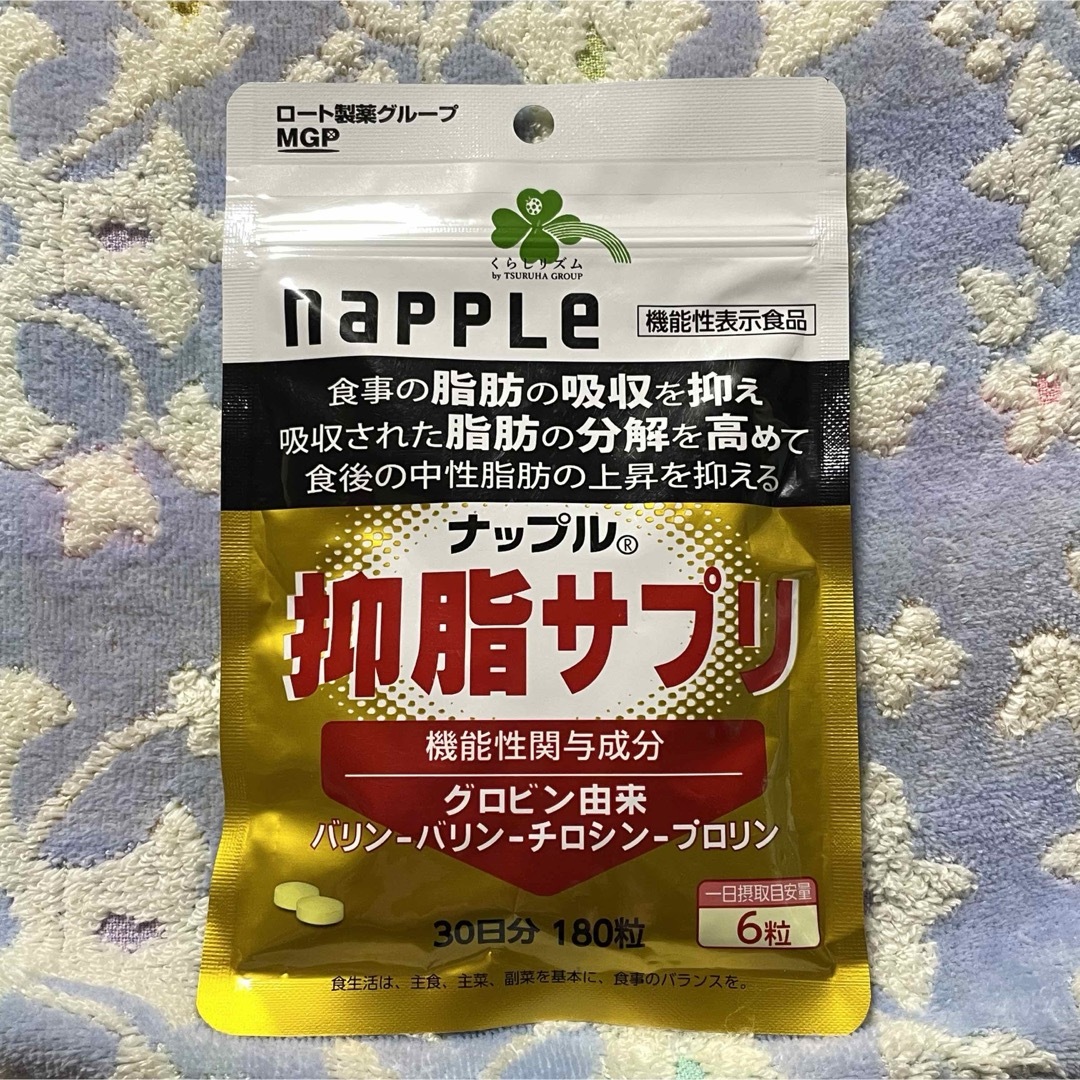 ロート製薬グループ
MGP
くらしリズム
by TSURUHA GROUP
naPPLe
機能性表示食品
食事の脂肪の吸収を抑え
吸収された脂肪の分解を高めて
食後の中性脂肪の上昇を抑える
ナップル®
抑脂サプリ
機能性関与成分
グロビン由来
バリン-バリン-チロシン-プロリン
一日摂取目安量
6粒
30日分 180粒
食生活は、主食、主菜、副菜を基本に、食事のバランスを。